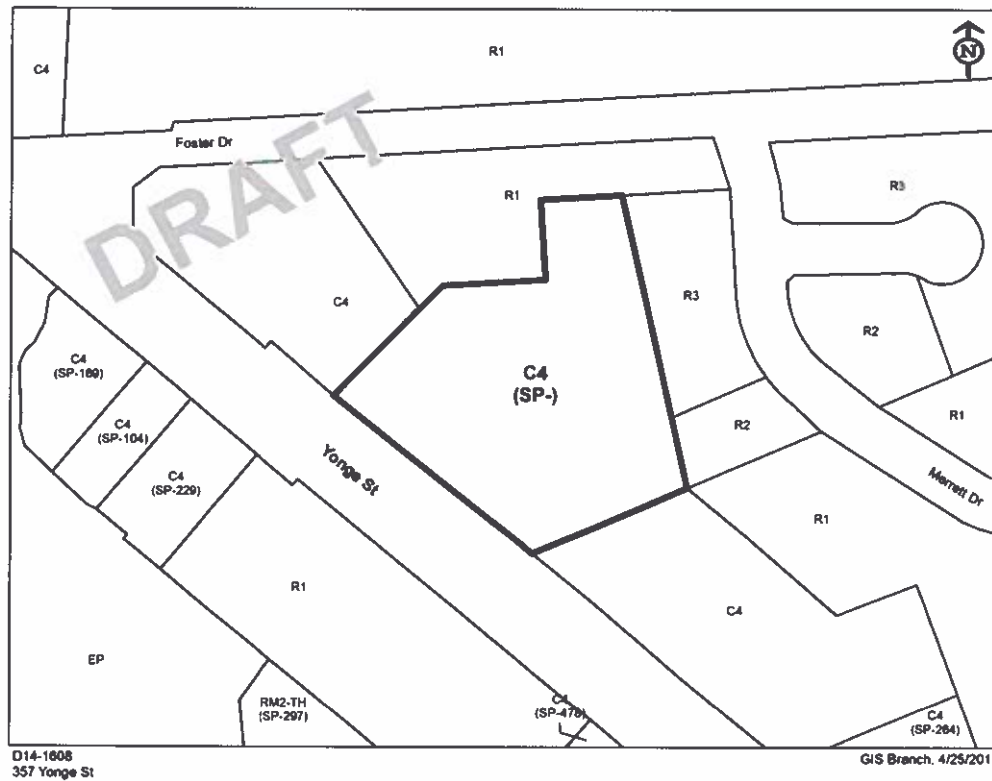 R1
C4
N
Foster Dr
DRAFT
R1
R3
C4
R3
R2
C4
(SP-169)
C4
(SP-)
C4
(SP-104)
R2
R1
C4
(SP-229)
Yonge St
Merrett Dr
R1
R1
C4
EP
RM2-TH
(SP-297)
C4
(SP-478)
C4
(SP-264)
D14-1608
357 Yonge St
GIS Branch, 4/25/201